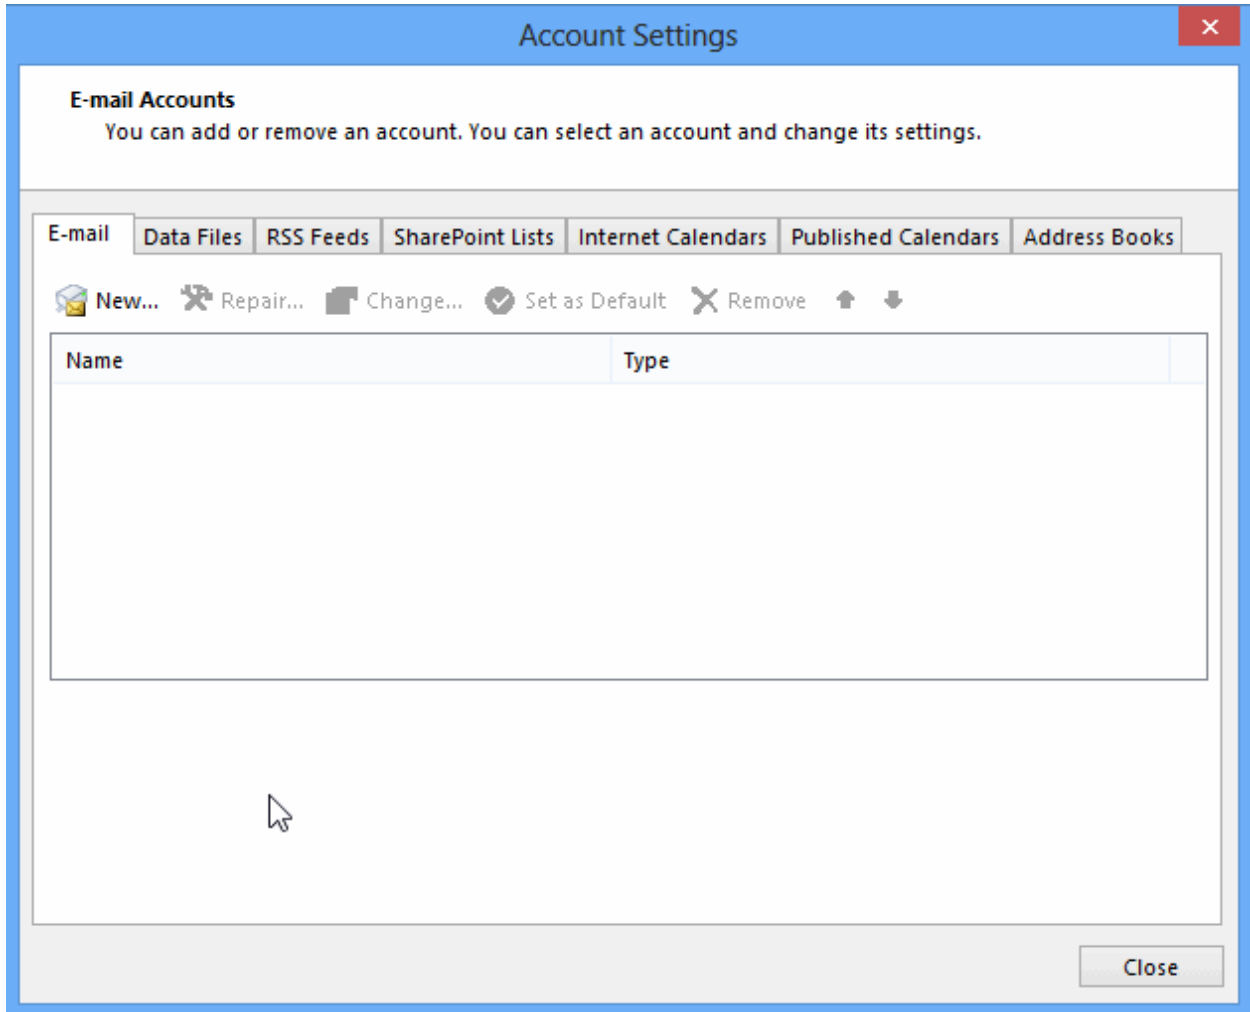 Account Settings
E-mail Accounts
You can add or remove an account. You can select an account and change its settings.
E-mail Data Files RSS Feeds SharePoint Lists Internet Calendars Published Calendars Address Books
New... Repair... Change... Set as Default Remove
Name Type
Close